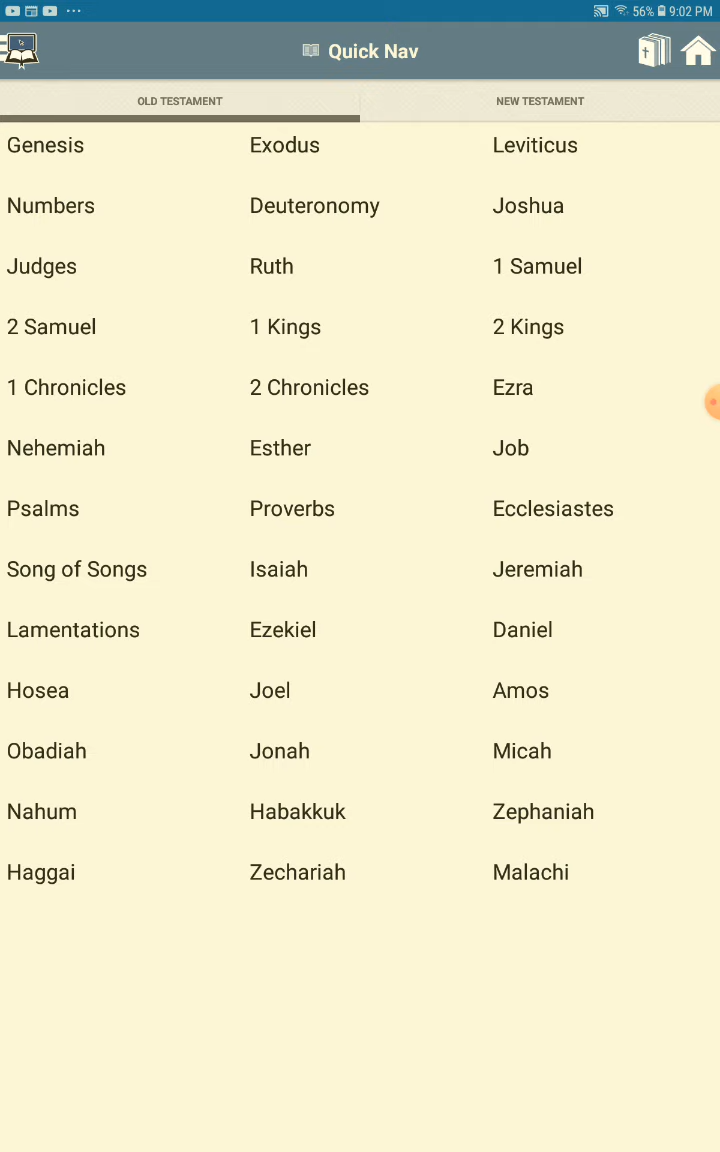 56% 9:02 PM
Quick Nav
OLD TESTAMENT NEW TESTAMENT
Genesis Exodus Leviticus
Numbers Deuteronomy Joshua
Judges Ruth 1 Samuel
2 Samuel 1 Kings 2 Kings
1 Chronicles 2 Chronicles Ezra
Nehemiah Esther Job
Psalms Proverbs Ecclesiastes
Song of Songs Isaiah Jeremiah
Lamentations Ezekiel Daniel
Hosea Joel Amos
Obadiah Jonah Micah
Nahum Habakkuk Zephaniah
Haggai Zechariah Malachi